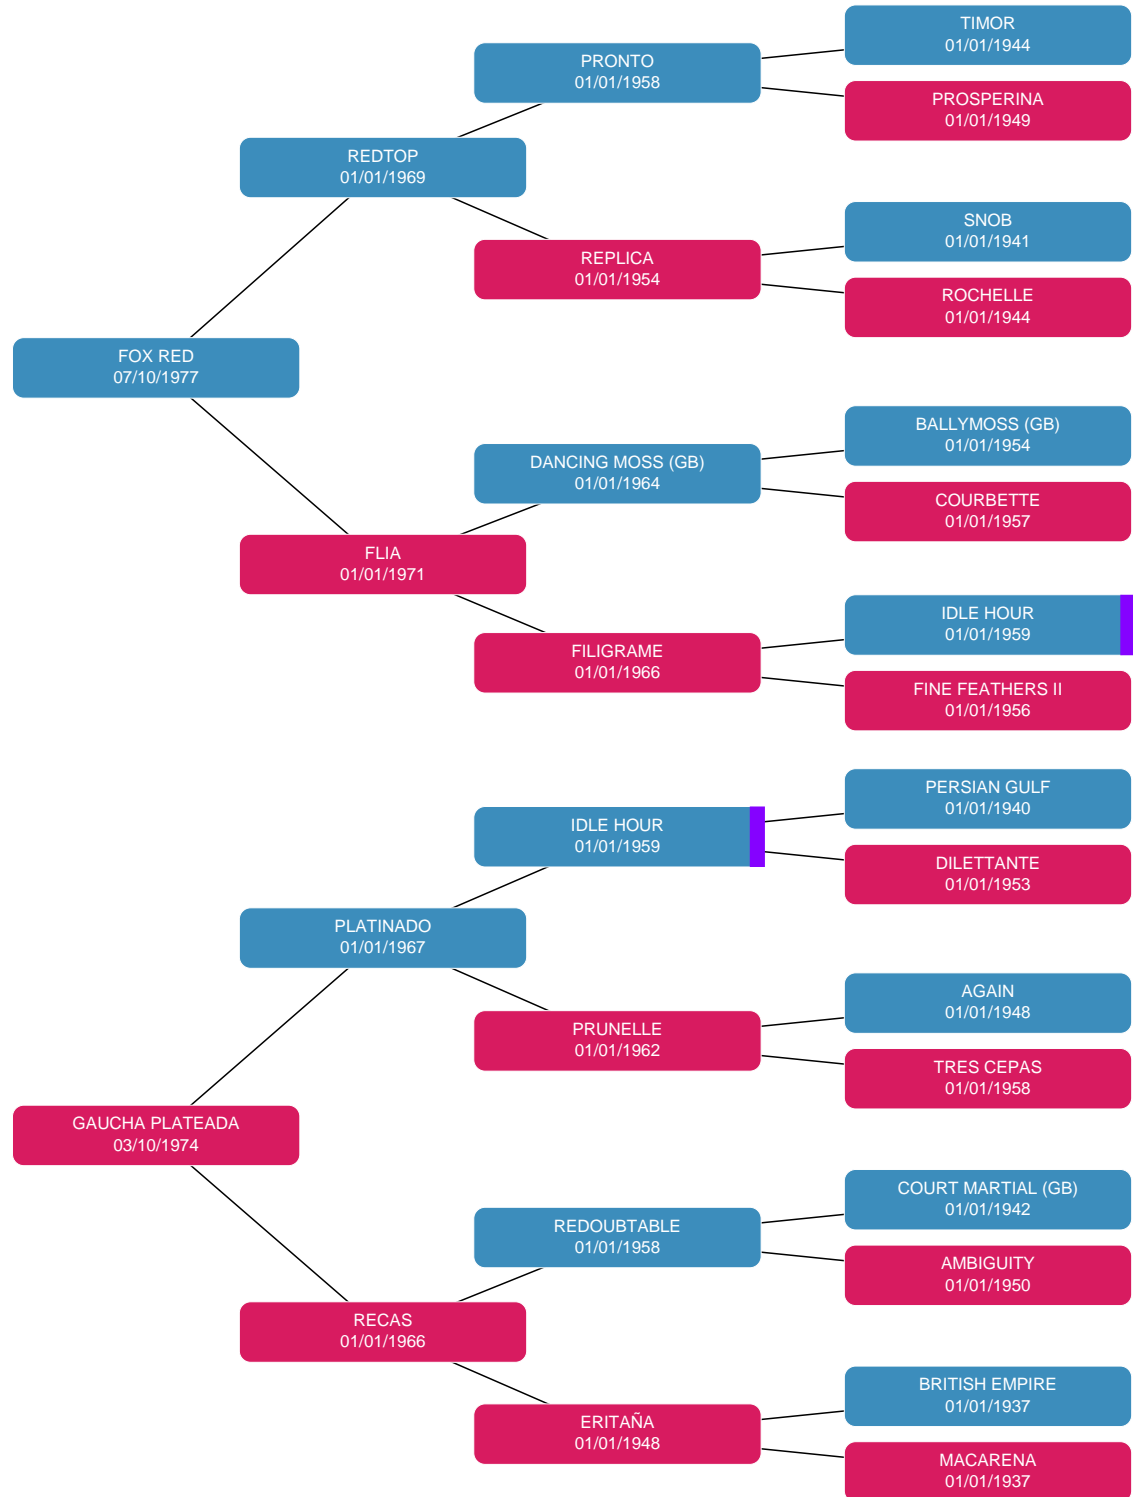 TIMOR
01/01/1944
PRONTO
01/01/1958
PROSPERINA
01/01/1949
REDTOP
01/01/1969
SNOB
01/01/1941
REPLICA
01/01/1954
ROCHELLE
01/01/1944
FOX RED
07/10/1977
BALLYMOSS (GB)
01/01/1954
DANCING MOSS (GB)
01/01/1964
COURBETTE
01/01/1957
FLIA
01/01/1971
IDLE HOUR
01/01/1959
FILIGRAME
01/01/1966
FINE FEATHERS II
01/01/1956
PERSIAN GULF
01/01/1940
IDLE HOUR
01/01/1959
DILETTANTE
01/01/1953
PLATINADO
01/01/1967
AGAIN
01/01/1948
PRUNELLE
01/01/1962
TRES CEPAS
01/01/1958
GAUCHA PLATEADA
03/10/1974
COURT MARTIAL (GB)
01/01/1942
REDOUBTABLE
01/01/1958
AMBIGUITY
01/01/1950
RECAS
01/01/1966
BRITISH EMPIRE
01/01/1937
ERITAÑA
01/01/1948
MACARENA
01/01/1937